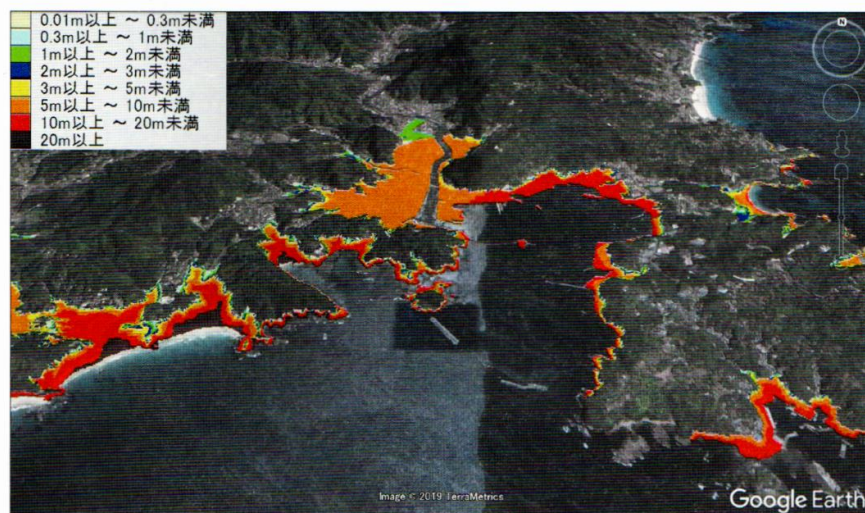 0.01m以上 ～ 0.3m未満
0.3m以上 ～ 1m未満
1m以上 ～ 2m未満
2m以上 ～ 3m未満
3m以上 ～ 5m未満
5m以上 ～ 10m未満
10m以上 ～ 20m未満
20m以上
N
Image © 2019 TerraMetrics
Google Earth